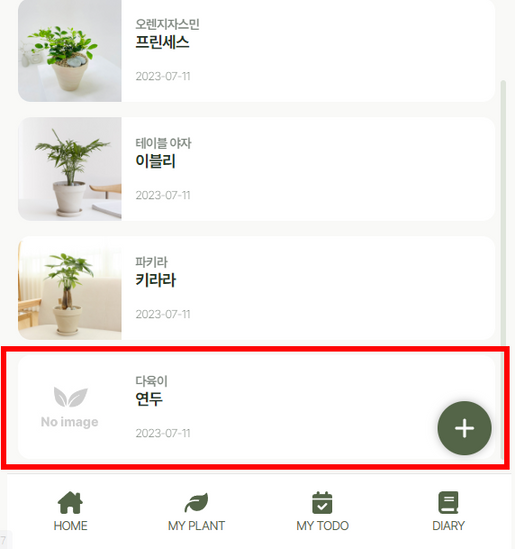 오렌지자스민
프린세스
2023-07-11
테이블 야자
이블리
2023-07-11
파키라
키라라
2023-07-11
No image
다육이
연두
2023-07-11
+
HOME
MY PLANT
MY TODO
DIARY
7